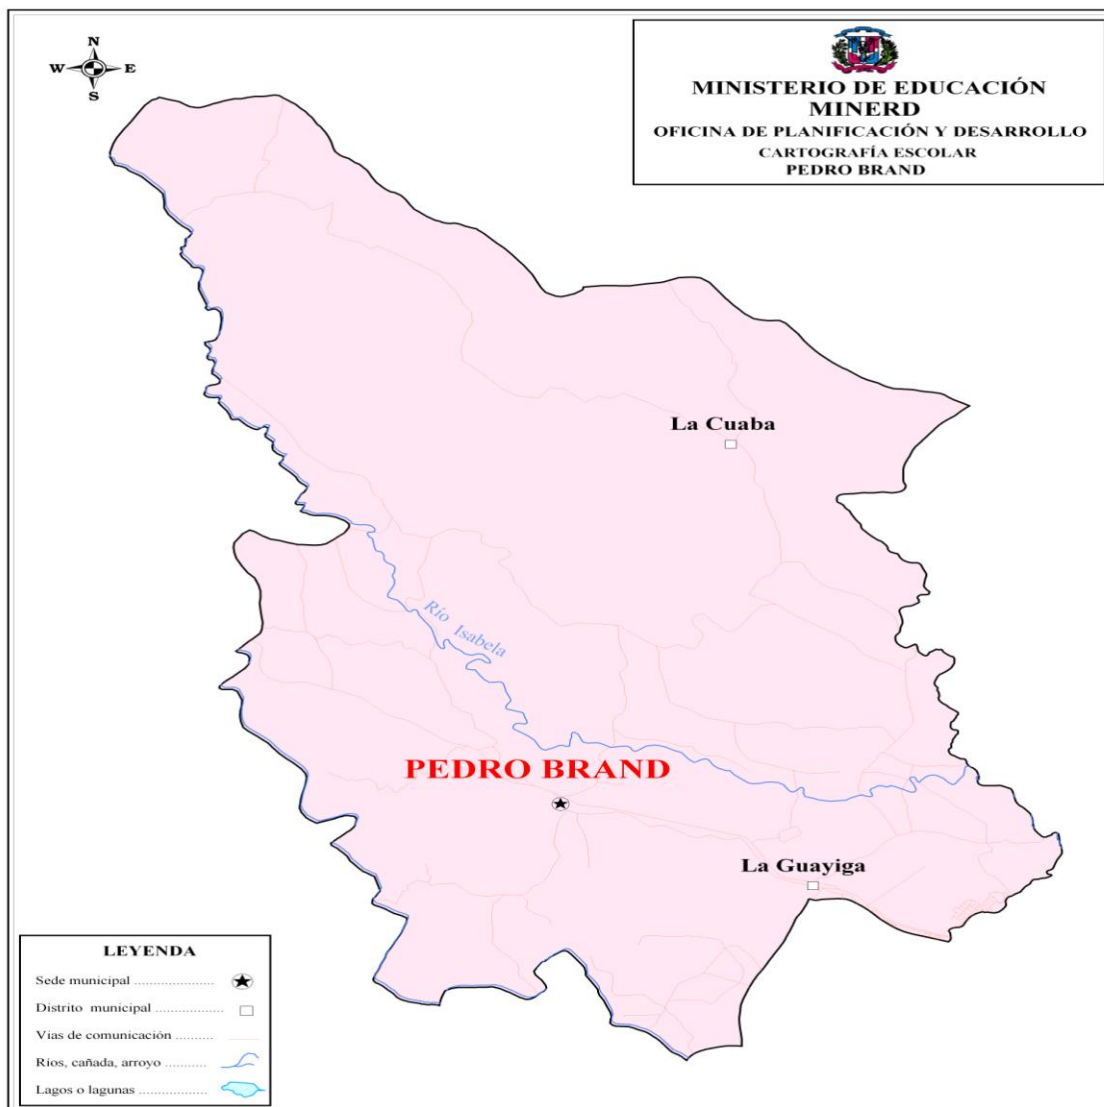 N
W E
S
MINISTERIO DE EDUCACIÓN
MINERD
OFICINA DE PLANIFICACIÓN Y DESARROLLO
CARTOGRAFÍA ESCOLAR
PEDRO BRAND
La Cuaba
Río Isabela
PEDRO BRAND
La Guayiga
LEYENDA
Sede municipal .....................
Distrito municipal ..................
Vias de comunicación ..........
Ríos, cañada, arroyo ...........
Lagos o lagunas ..................